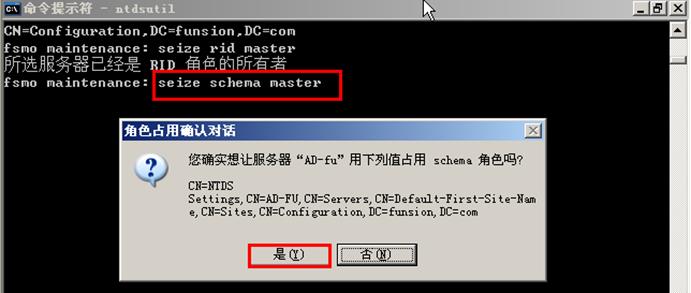 命令提示符 - ntdsutil
CN=Configuration,DC=funsion,DC=com
fsmo maintenance: seize rid master
所选服务器已经是 RID 角色的所有者
fsmo maintenance: seize schema master
角色占用确认对话
您确实想让服务器“AD-fu”用下列值占用 schema 角色吗?
CN=NTDS
Settings,CN=AD-FU,CN=Servers,CN=Default-First-Site-Nam
e,CN=Sites,CN=Configuration,DC=funsion,DC=com
是(Y)
否(N)